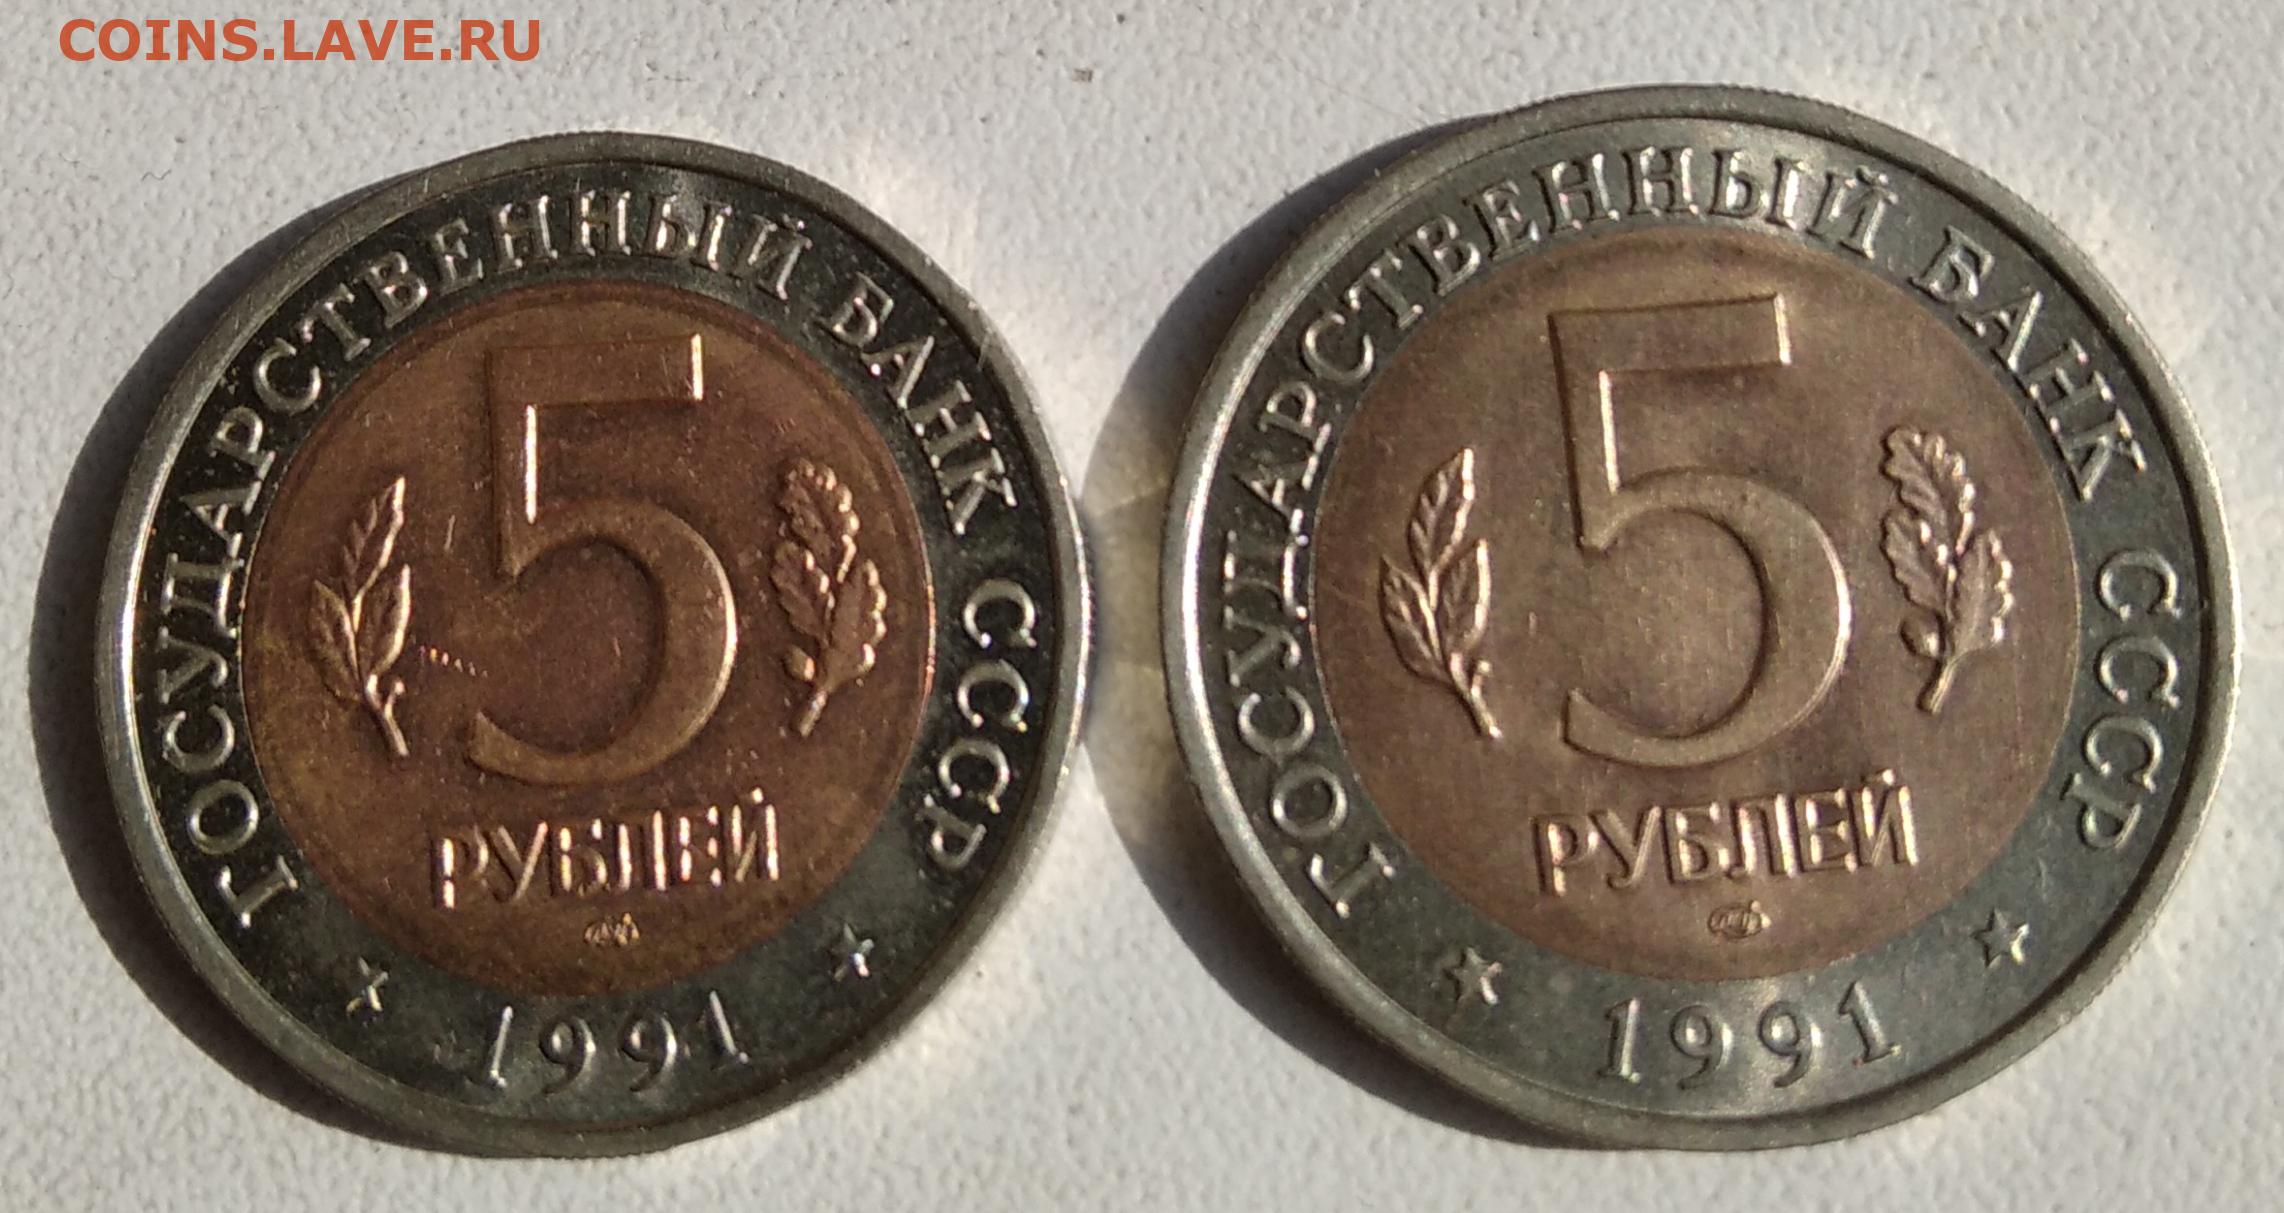 COINS.LAVE.RU
ГОСУДАРСТВЕННЫЙ БАНК СССР
5
РУБЛЕЙ
1991
ГОСУДАРСТВЕННЫЙ БАНК СССР
5
РУБЛЕЙ
1991